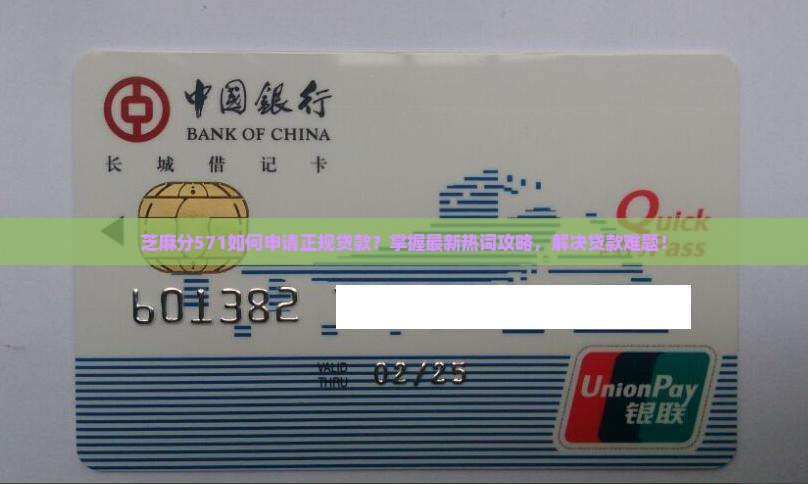 中國銀行
BANK OF CHINA
长城借记卡
Quick
Pass
芝麻分571如何申请正规贷款？掌握最新热词攻略，解决贷款难题！
601382
VALID
THRU
02/25
UnionPay
银联